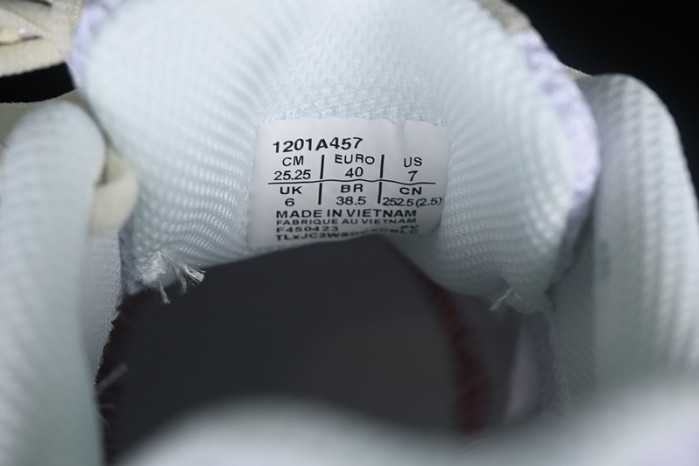 1201A457
CM EURO US
25.25 40 7
UK BR CN
6 38.5 252.5(2.5)
MADE IN VIETNAM
FABRIQUE AU VIETNAM
F450423 PV